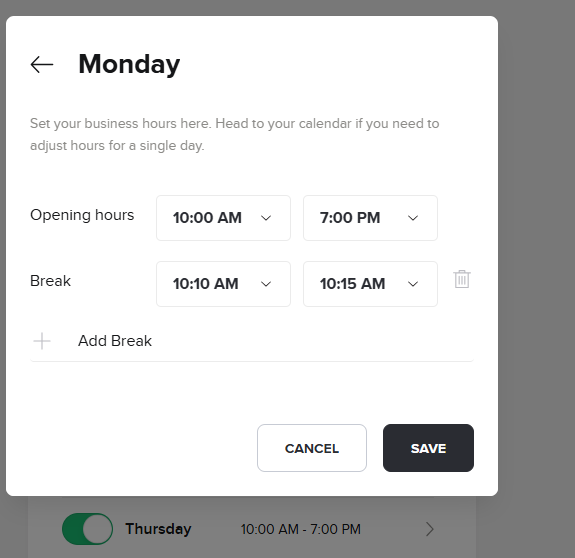 Monday
Set your business hours here. Head to your calendar if you need to
adjust hours for a single day.
Opening hours 10:00 AM 7:00 PM
Break 10:10 AM 10:15 AM
Add Break
CANCEL SAVE
Thursday 10:00 AM - 7:00 PM